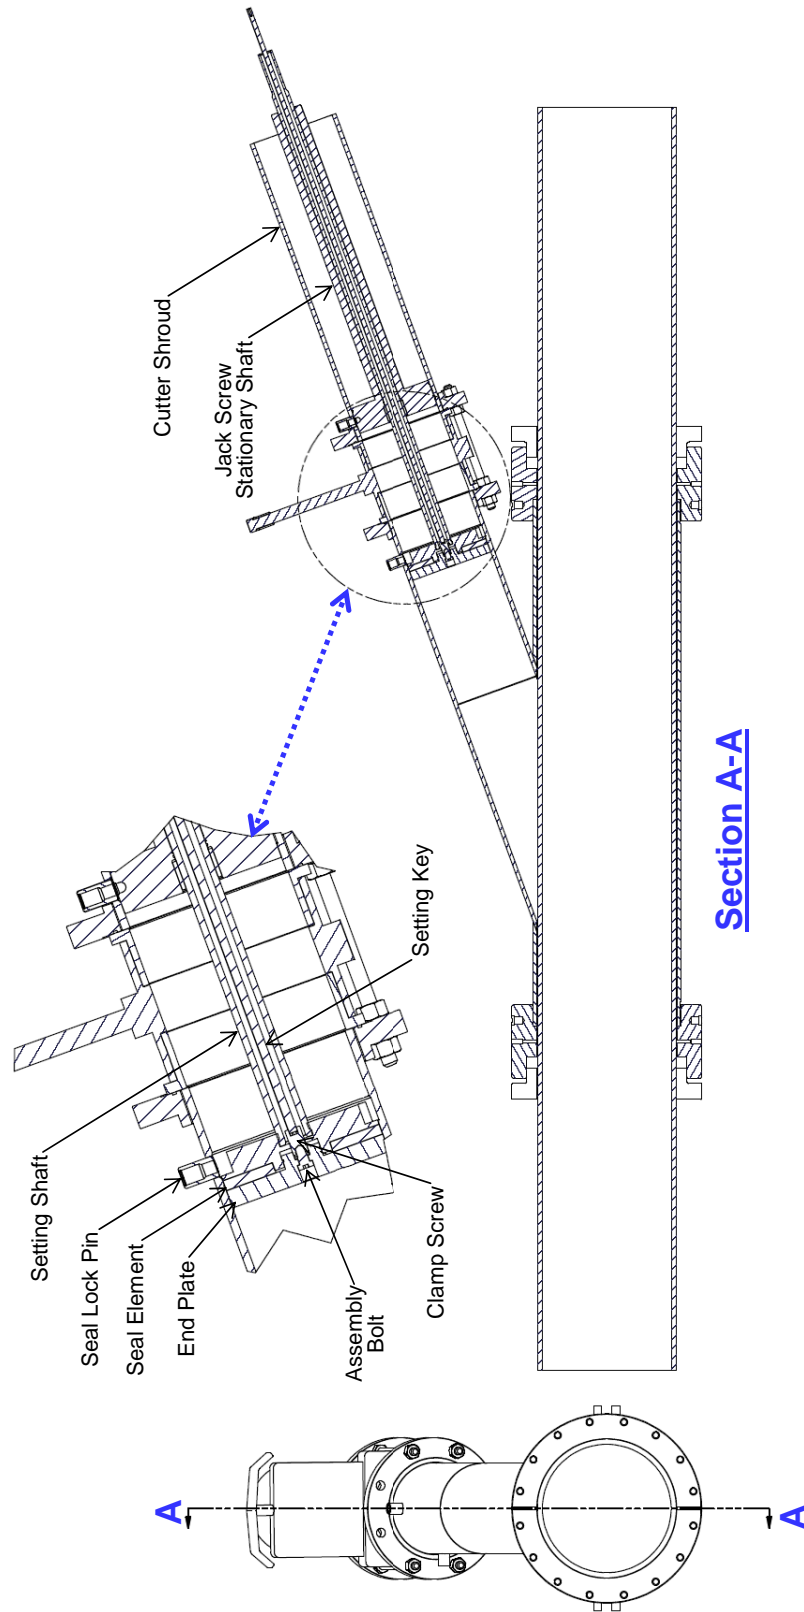 Cutter Shroud
Jack Screw
Stationary Shaft
Setting Key
Setting Shaft
Seal Lock Pin
Seal Element
End Plate
Assembly
Bolt
Clamp Screw
Section A-A
A
A